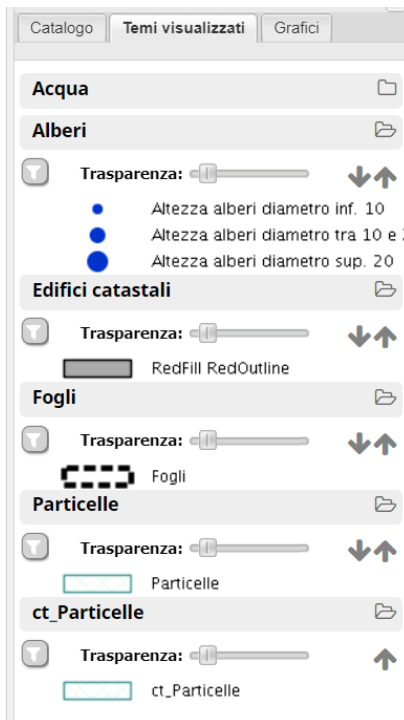 Catalogo Temi visualizzati Grafici
Acqua
Alberi
Trasparenza:
Altezza alberi diametro inf. 10
Altezza alberi diametro tra 10 e
Altezza alberi diametro sup. 20
Edifici catastali
Trasparenza:
RedFill RedOutline
Fogli
Trasparenza:
Fogli
Particelle
Trasparenza:
Particelle
ct_Particelle
Trasparenza:
ct_Particelle